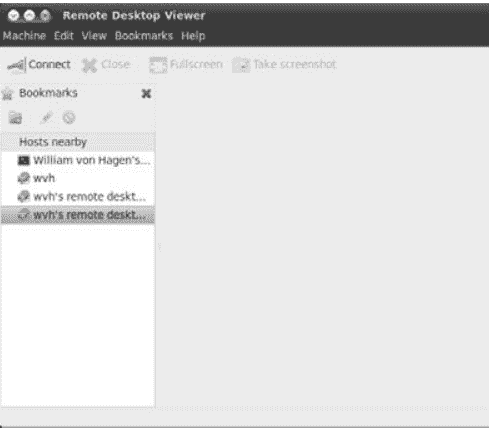 Remote Desktop Viewer
Machine Edit View Bookmarks Help
Connect Close Fullscreen Take screenshot
Bookmarks
Hosts nearby
William von Hagen's...
wvh
wvh's remote deskt...
wvh's remote deskt...